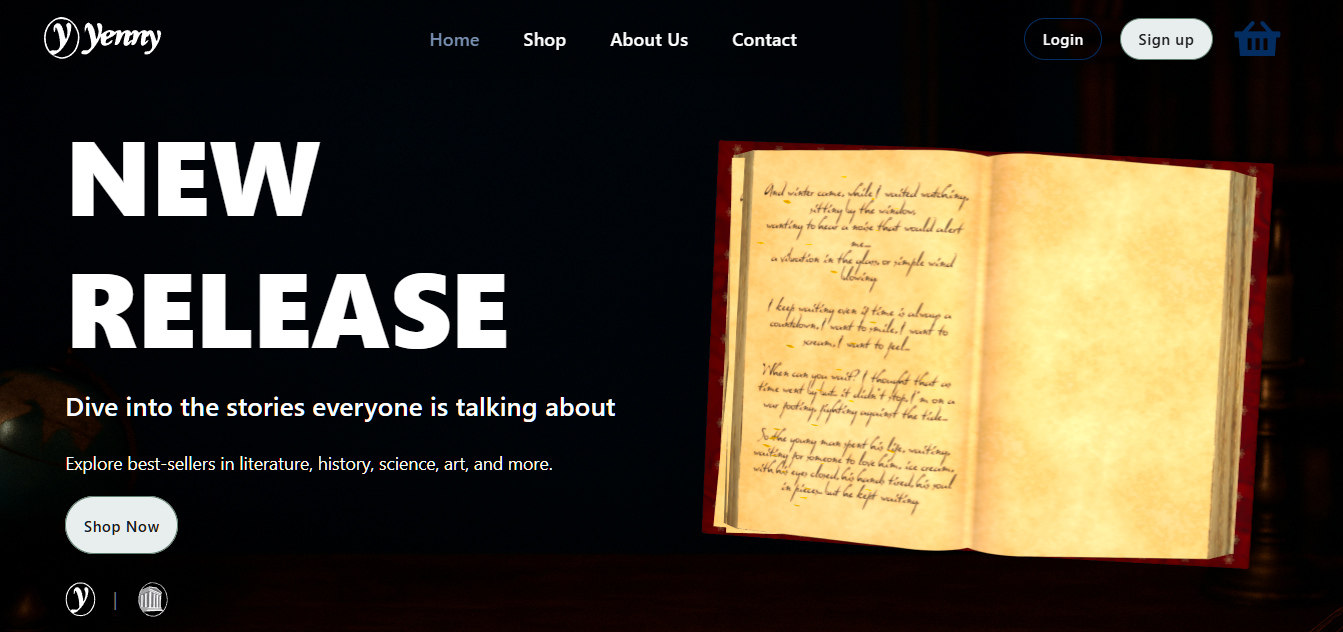 Yenny
Home
Shop
About Us
Contact
Login
Sign up
NEW
RELEASE
Dive into the stories everyone is talking about
Explore best-sellers in literature, history, science, art, and more.
Shop Now
And winter came, while I waited watching,
sitting by the window,
wanting to hear a noise that would alert
me...
a vibration in the glass or simple wind
blowing
I keep waiting even if time is always a
countdown, I want to smile, I want to
scream, I want to feel...
When can you wait? I thought that as
time went by but it didn't stop, I'm on a
war footing, fighting against the tide...
So the young man spent his life, waiting,
waiting for someone to love him, ice cream,
with his eyes closed, his hands tired, his soul
in pieces, but he kept waiting